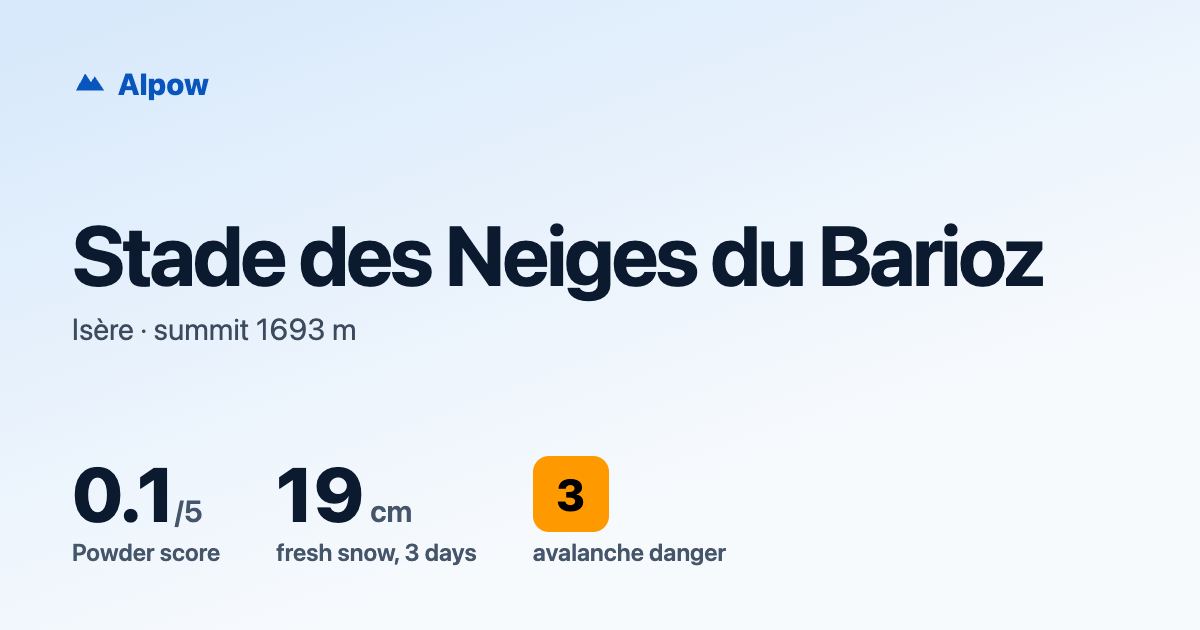 Alpow
Stade des Neiges du Barioz
Isère · summit 1693 m
0.1/5
Powder score
19 cm
fresh snow, 3 days
3
avalanche danger